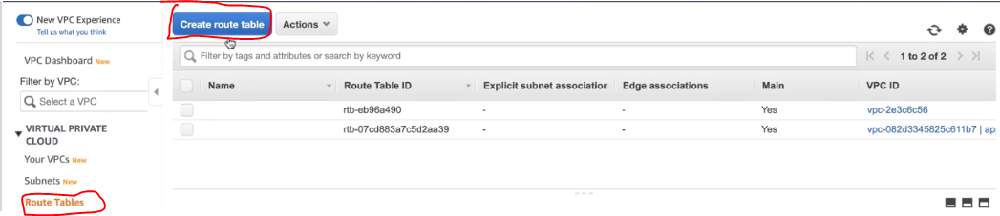 New VPC Experience
Tell us what you think
VPC Dashboard New
Filter by VPC:
Select a VPC
VIRTUAL PRIVATE
CLOUD
Your VPCs New
Subnets New
Route Tables
Create route table Actions
Filter by tags and attributes or search by keyword
1 to 2 of 2
Name Route Table ID Explicit subnet association Edge associations Main VPC ID
rtb-eb96a490 - - Yes vpc-2e3c6c56
rtb-07cd883a7c5d2aa39 - - Yes vpc-082d3345825c611b7 | ap